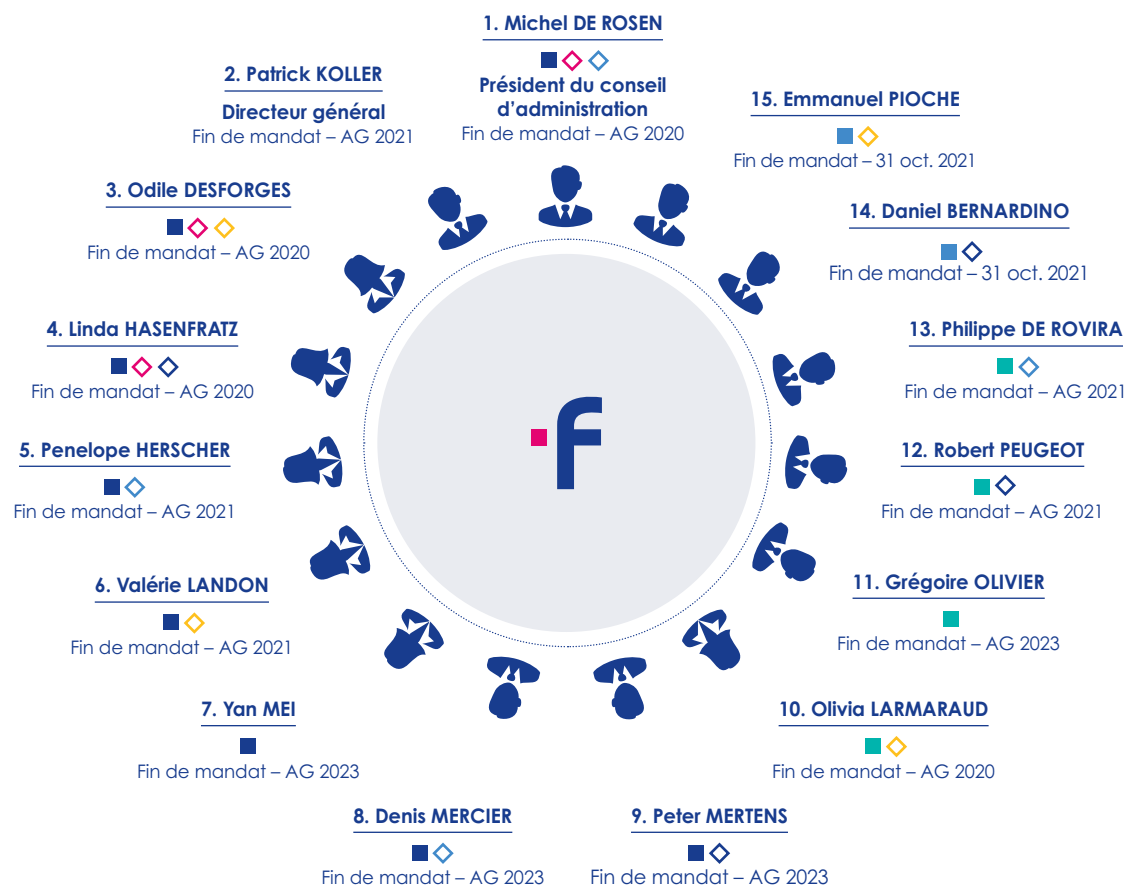 1. Michel DE ROSEN
Président du conseil
d'administration
Fin de mandat – AG 2020
2. Patrick KOLLER
Directeur général
Fin de mandat – AG 2021
3. Odile DESFORGES
Fin de mandat – AG 2020
4. Linda HASENFRATZ
Fin de mandat – AG 2020
5. Penelope HERSCHER
Fin de mandat – AG 2021
6. Valérie LANDON
Fin de mandat – AG 2021
7. Yan MEI
Fin de mandat – AG 2023
8. Denis MERCIER
Fin de mandat – AG 2023
9. Peter MERTENS
Fin de mandat – AG 2023
10. Olivia LARMARAUD
Fin de mandat – AG 2020
11. Grégoire OLIVIER
Fin de mandat – AG 2023
12. Robert PEUGEOT
Fin de mandat – AG 2021
13. Philippe DE ROVIRA
Fin de mandat – AG 2021
14. Daniel BERNARDINO
Fin de mandat – 31 oct. 2021
15. Emmanuel PIOCHE
Fin de mandat – 31 oct. 2021
f